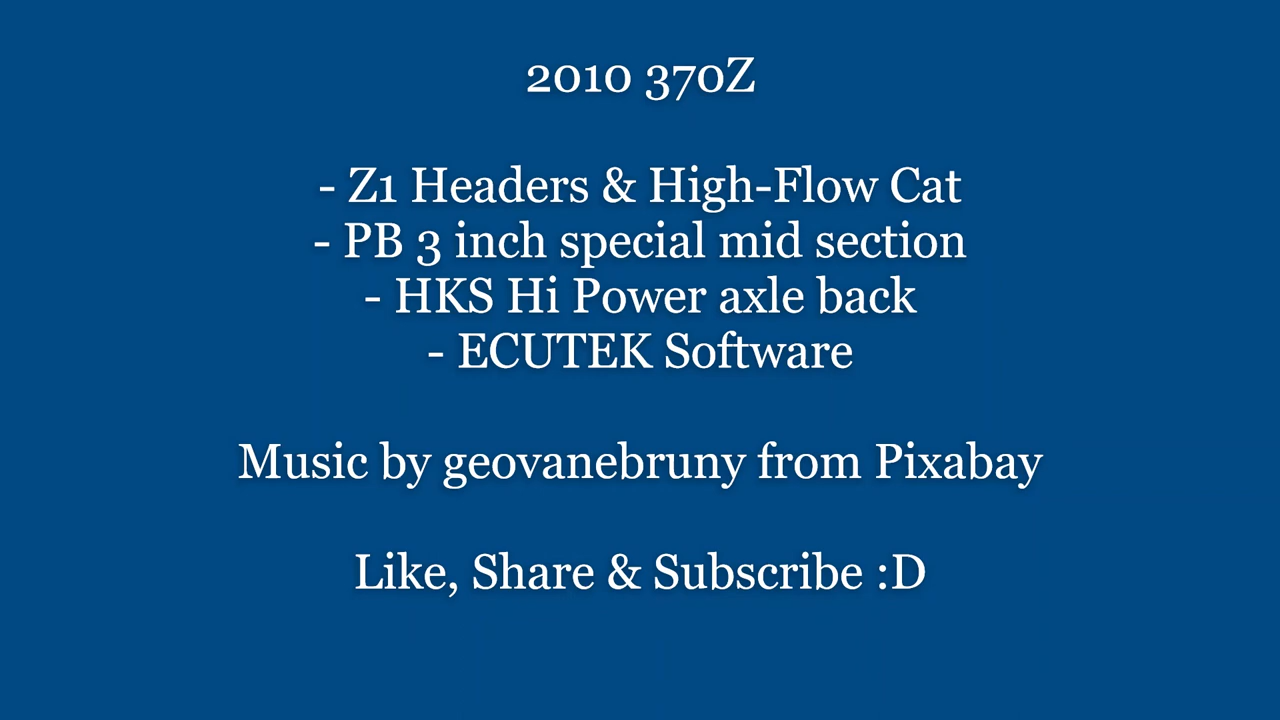 2010 370Z
- Z1 Headers & High-Flow Cat
- PB 3 inch special mid section
- HKS Hi Power axle back
- ECUTEK Software
Music by geovanebruny from Pixabay
Like, Share & Subscribe :D